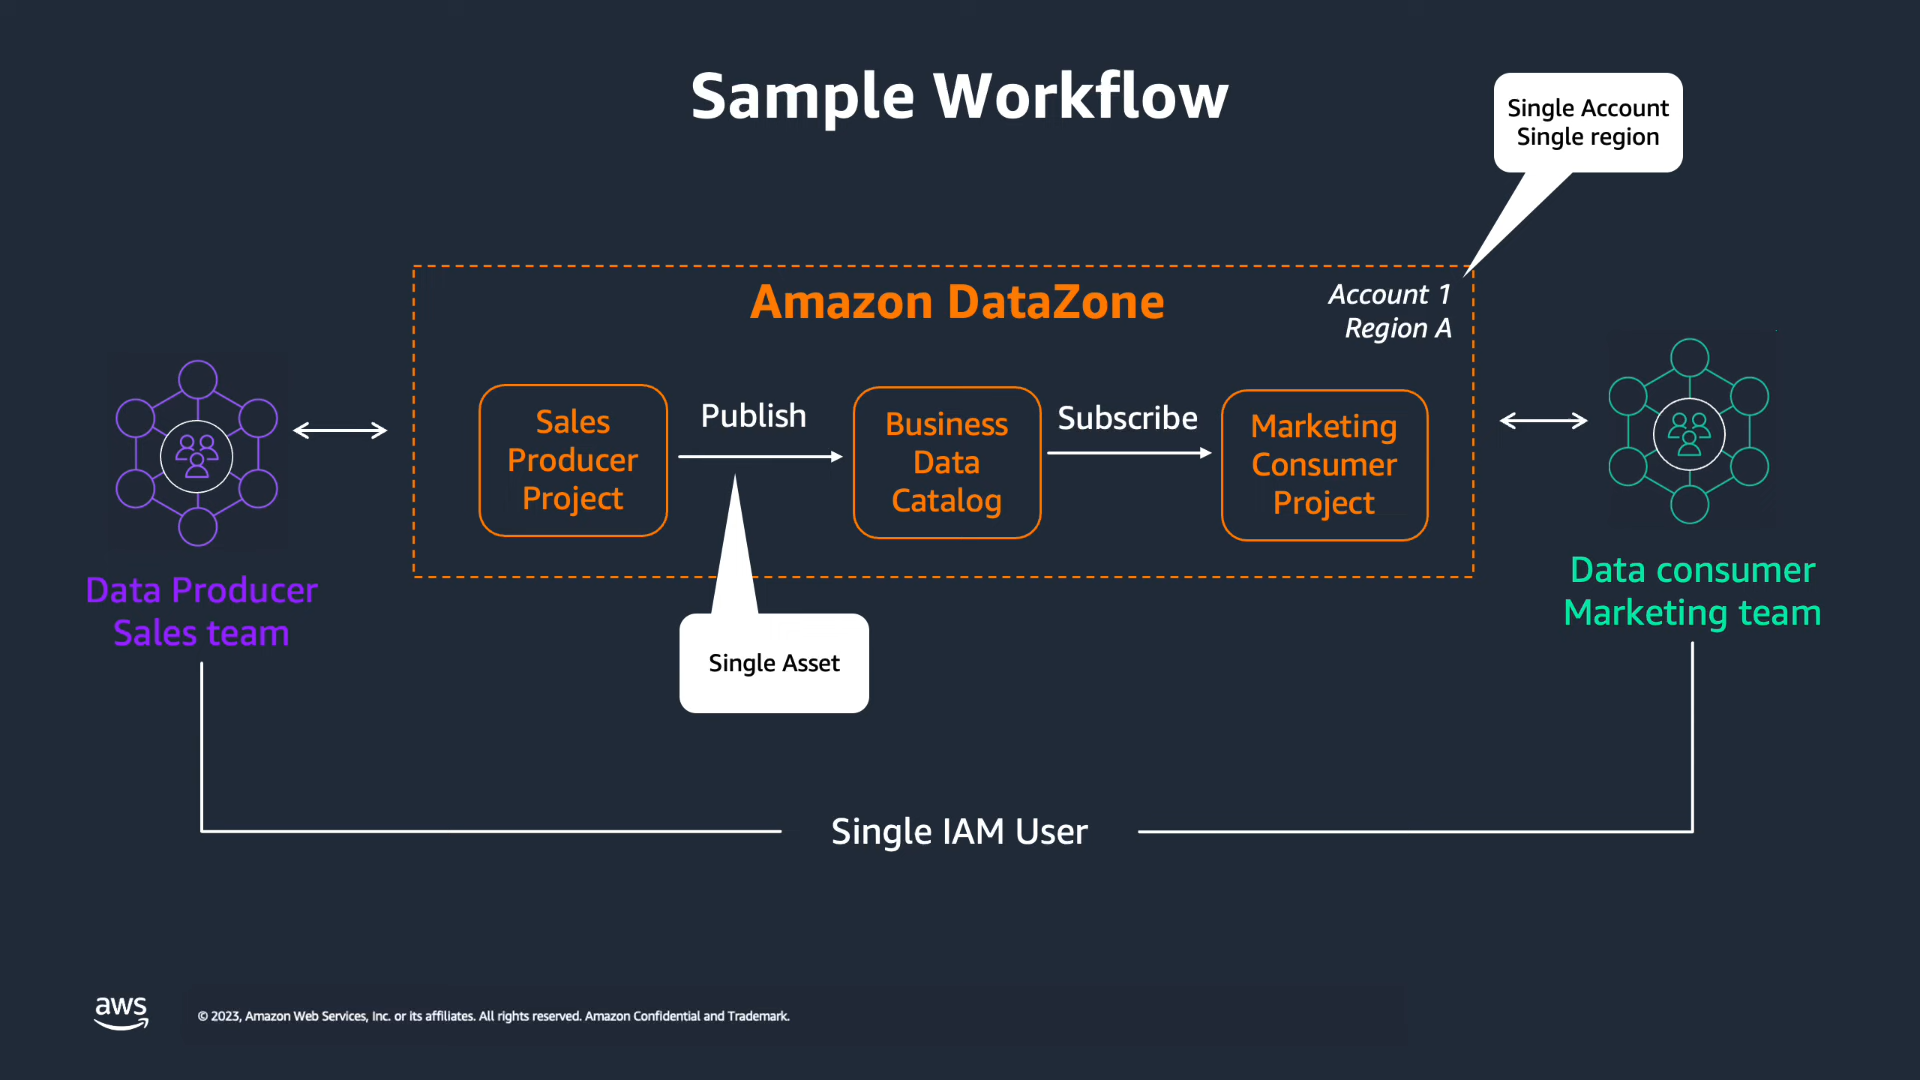 Sample Workflow
Single Account
Single region
Amazon DataZone
Account 1
Region A
Sales
Producer
Project
Publish
Business
Data
Catalog
Subscribe
Marketing
Consumer
Project
Data Producer
Sales team
Data consumer
Marketing team
Single Asset
Single IAM User
aws
© 2023, Amazon Web Services, Inc. or its affiliates. All rights reserved. Amazon Confidential and Trademark.